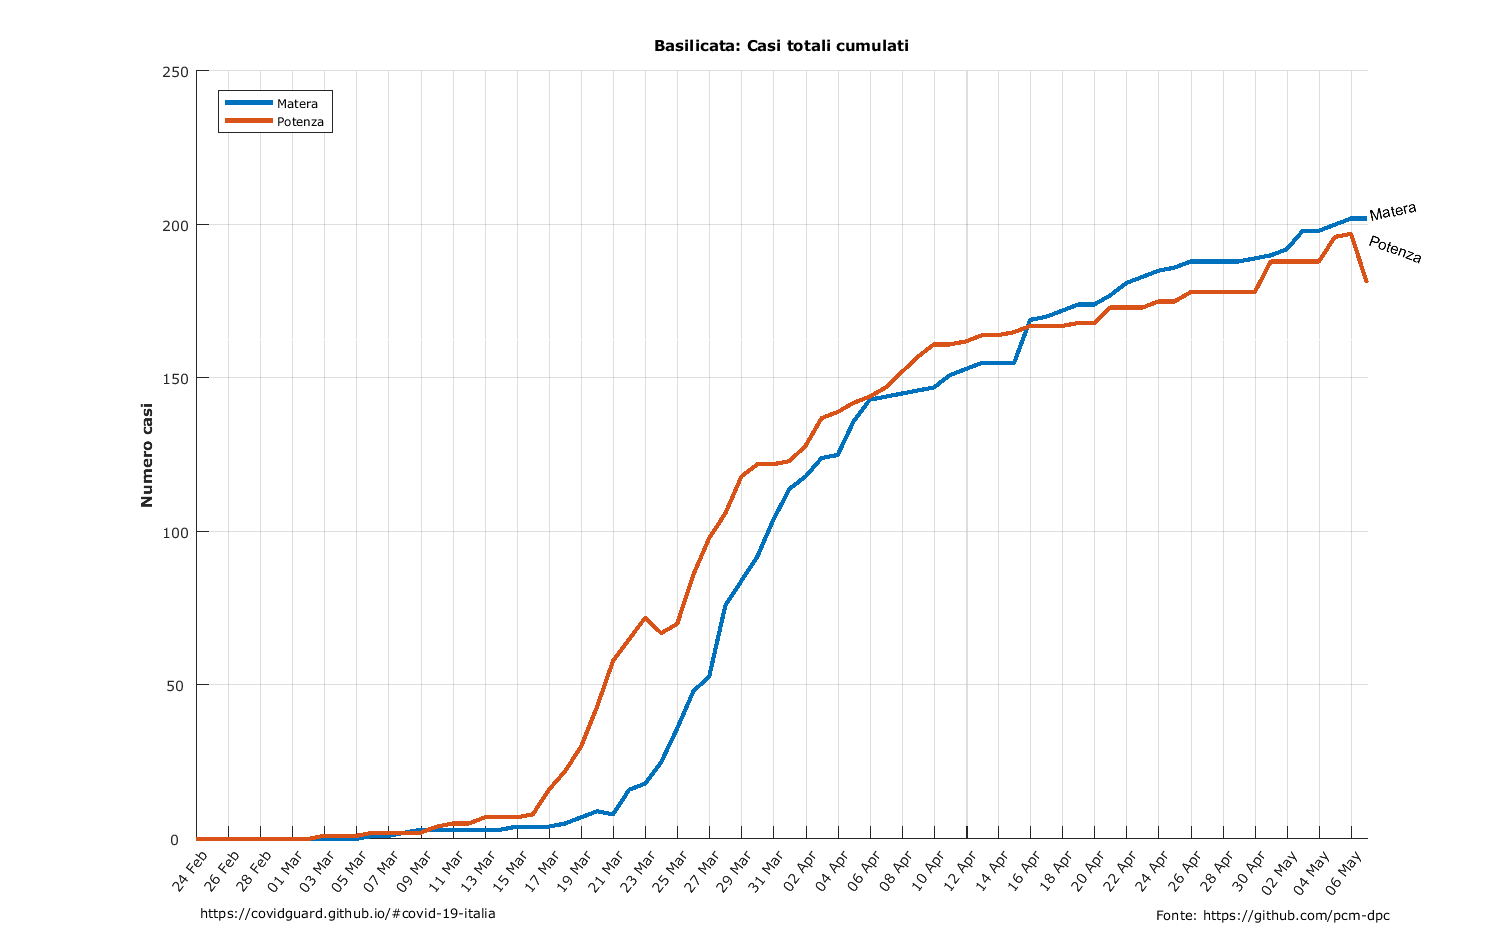 Basilicata: Casi totali cumulati
250
200
150
100
50
0
Numero casi
Matera
Potenza
Matera
Potenza
24 Feb
26 Feb
28 Feb
01 Mar
03 Mar
05 Mar
07 Mar
09 Mar
11 Mar
13 Mar
15 Mar
17 Mar
19 Mar
21 Mar
23 Mar
25 Mar
27 Mar
29 Mar
31 Mar
02 Apr
04 Apr
06 Apr
08 Apr
10 Apr
12 Apr
14 Apr
16 Apr
18 Apr
20 Apr
22 Apr
24 Apr
26 Apr
28 Apr
30 Apr
02 May
04 May
06 May
https://covidguard.github.io/#covid-19-italia
Fonte: https://github.com/pcm-dpc